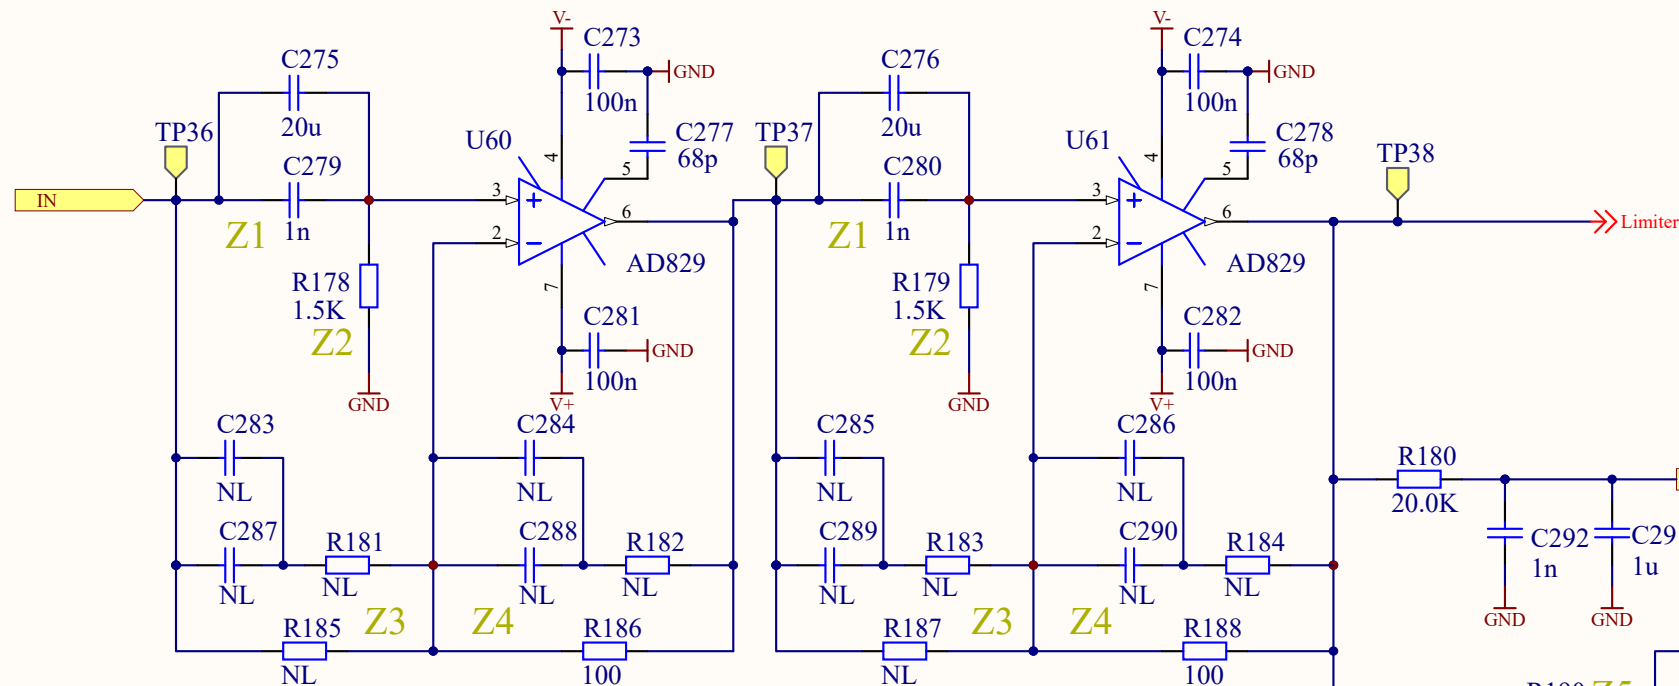 V-
C273
100n
GND
C275
20u
TP36
U60
4
C277
68p
5
C279
1n
IN
Z1
3
2
6
AD829
R178
1.5K
Z2
7
C281
100n
GND
GND
V+
C283
NL
C284
NL
C287
NL
R181
NL
C288
NL
R182
NL
Z3
Z4
R185
NL
R186
100
V-
C274
100n
GND
C276
20u
TP37
U61
4
C278
68p
5
TP38
C280
1n
Z1
3
2
6
AD829
Limiter
R179
1.5K
Z2
7
C282
100n
GND
GND
V+
C285
NL
C286
NL
R180
20.0K
C289
NL
R183
NL
C290
NL
R184
NL
C292
1n
C29
1u
GND
GND
Z3
Z4
R187
NL
R188
100
Z5